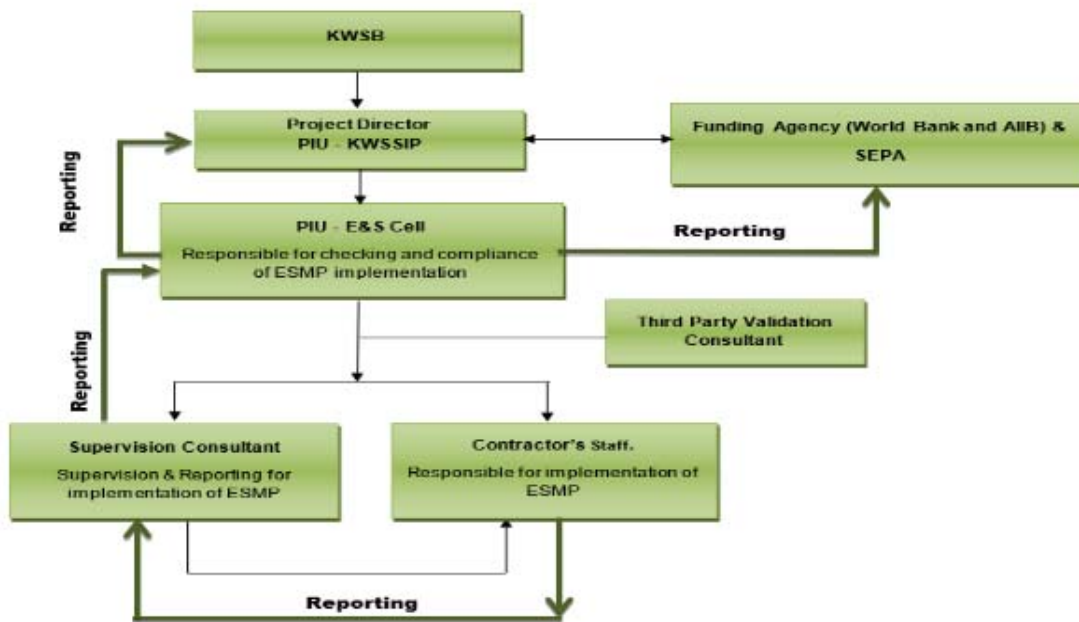 KWSB
Project Director
PIU - KWSSIP
Funding Agency (World Bank and AIIB) &
SEPA
Reporting
PIU - E&S Cell
Responsible for checking and compliance
of ESMP implementation
Reporting
Third Party Validation
Consultant
Reporting
Supervision Consultant
Supervision & Reporting for
implementation of ESMP
Contractor's Staff.
Responsible for implementation of
ESMP
Reporting